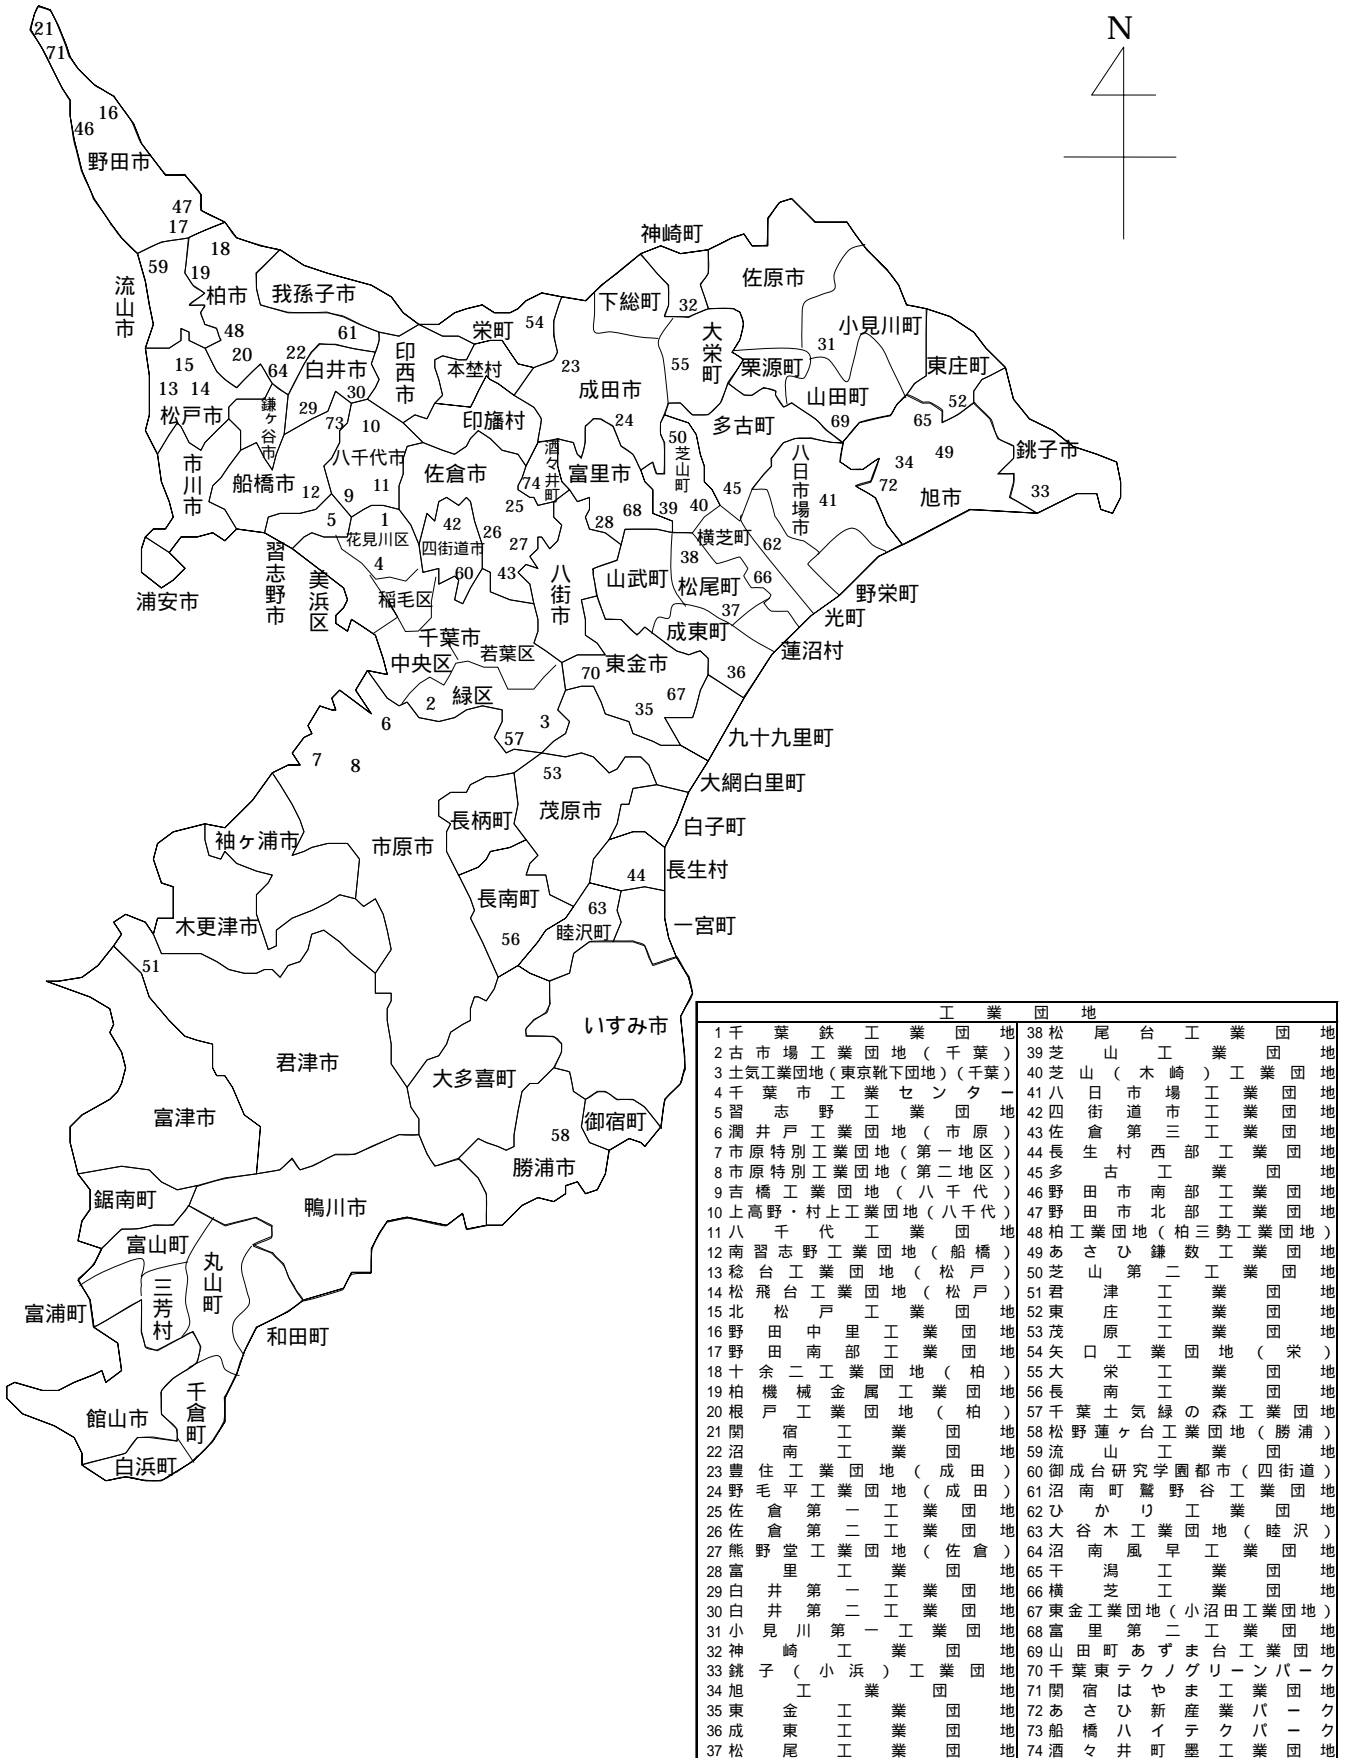 N
21
71
16
46
野田市
47
17
18
59
19
流山市
柏市
我孫子市
48
61
20
22
15
64
13
14
松戸市
鎌ヶ谷市
白井市
30
29
73
10
印西市
栄町
54
本埜村
印旛村
神崎町
下総町
32
佐原市
大栄町
55
小見川町
31
栗源町
山田町
東庄町
52
23
成田市
24
多古町
69
65
50
芝山町
49
34
72
旭市
銚子市
33
市川市
船橋市
12
八千代市
9
11
5
1
花見川区
4
佐倉市
酒々井町
74
25
富里市
42
四街道市
26
27
60
43
28
68
39
40
45
八日市場市
41
横芝町
62
38
松尾町
66
37
山武町
成東町
野栄町
光町
蓮沼村
浦安市
習志野市
美浜区
稲毛区
千葉市
中央区
若葉区
八街市
東金市
70
67
36
35
緑区
2
3
57
6
7
8
九十九里町
大網白里町
53
茂原市
長柄町
白子町
袖ヶ浦市
市原市
長生村
44
長南町
63
睦沢町
一宮町
木更津市
56
51
いすみ市
君津市
大多喜町
富津市
御宿町
58
勝浦市
鋸南町
鴨川市
富山町
丸山町
三芳村
富浦町
和田町
千倉町
館山市
白浜町
工業団地
1 千葉鉄工業団地
2 古市場工業団地(千葉)
3 土気工業団地(東京靴下団地)(千葉)
4 千葉市工業センター
5 習志野工業団地
6 潤井戸工業団地(市原)
7 市原特別工業団地(第一地区)
8 市原特別工業団地(第二地区)
9 吉橋工業団地(八千代)
10 上高野・村上工業団地(八千代)
11 八千代工業団地
12 南習志野工業団地(船橋)
13 稔台工業団地(松戸)
14 松飛台工業団地(松戸)
15 北松戸工業団地
16 野田中里工業団地
17 野田南部工業団地
18 十余二工業団地(柏)
19 柏機械金属工業団地
20 根戸工業団地(柏)
21 関宿工業団地
22 沼南工業団地
23 豊住工業団地(成田)
24 野毛平工業団地(成田)
25 佐倉第一工業団地
26 佐倉第二工業団地
27 熊野堂工業団地(佐倉)
28 富里工業団地
29 白井第一工業団地
30 白井第二工業団地
31 小見川第一工業団地
32 神崎工業団地
33 銚子(小浜)工業団地
34 旭工業団地
35 東金工業団地
36 成東工業団地
37 松尾工業団地
38 松尾台工業団地
39 芝山工業団地
40 芝山(木崎)工業団地
41 八日市場工業団地
42 四街道市工業団地
43 佐倉第三工業団地
44 長生村西部工業団地
45 多古工業団地
46 野田市南部工業団地
47 野田市北部工業団地
48 柏工業団地(柏三勢工業団地)
49 あさひ鎌数工業団地
50 芝山第二工業団地
51 君津工業団地
52 東庄工業団地
53 茂原工業団地
54 矢口工業団地(栄)
55 大栄工業団地
56 長南工業団地
57 千葉土気緑の森工業団地
58 松野蓮ヶ台工業団地(勝浦)
59 流山工業団地
60 御成台研究学園都市(四街道)
61 沼南町鷲野谷工業団地
62 ひかり工業団地
63 大谷木工業団地(睦沢)
64 沼南風早工業団地
65 干潟工業団地
66 横芝工業団地
67 東金工業団地(小沼田工業団地)
68 富里第二工業団地
69 山田町あずま台工業団地
70 千葉東テクノグリーンパーク
71 関宿はやま工業団地
72 あさひ新産業パーク
73 船橋ハイテクパーク
74 酒々井町墨工業団地